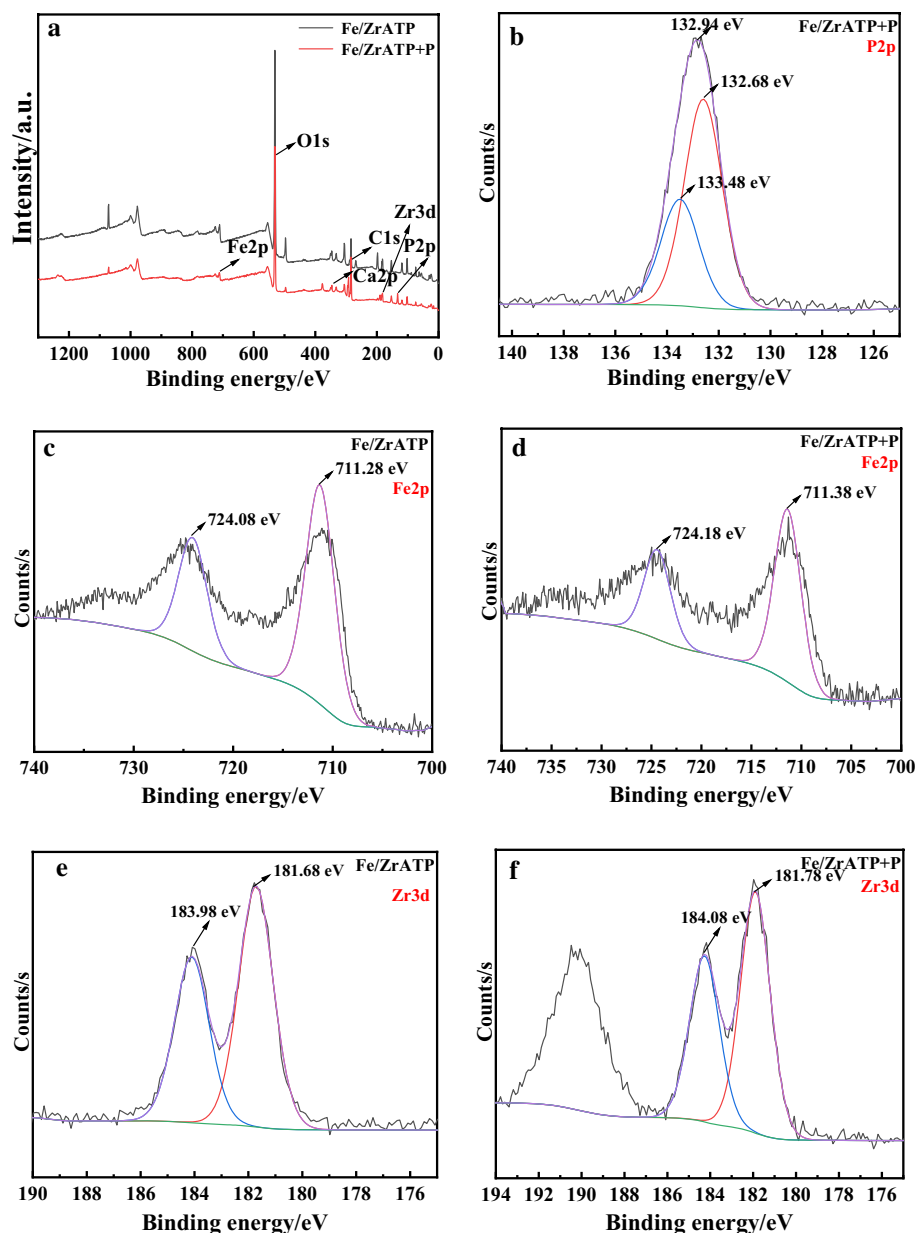 a
Fe/ZrATP
Fe/ZrATP+P
O1s
Zr3d
P2p
C1s
Fe2p
Ca2p
Intensity/a.u.
1200 1000 800 600 400 200 0
Binding energy/eV
b
132.94 eV
Fe/ZrATP+P
P2p
132.68 eV
133.48 eV
Counts/s
140 138 136 134 132 130 128 126
Binding energy/eV
c
Fe/ZrATP
711.28 eV
Fe2p
724.08 eV
Counts/s
740 730 720 710 700
Binding energy/eV
d
Fe/ZrATP+P
Fe2p
711.38 eV
724.18 eV
Counts/s
740 735 730 725 720 715 710 705 700
Binding energy/eV
e
Fe/ZrATP
181.68 eV
Zr3d
183.98 eV
Counts/s
190 188 186 184 182 180 178 176
Binding energy/eV
f
Fe/ZrATP+P
181.78 eV
Zr3d
184.08 eV
Counts/s
194 192 190 188 186 184 182 180 178 176
Binding energy/eV